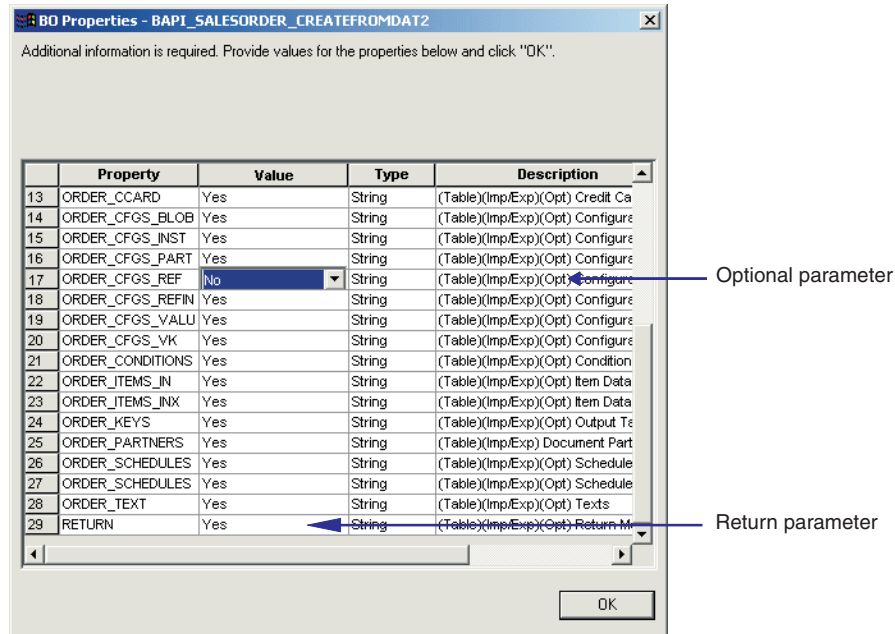 BO Properties - BAPI_SALESORDER_CREATEFROMDAT2
Additional information is required. Provide values for the properties below and click "OK".
Property Value Type Description
13 ORDER_CCARD Yes String (Table)(Imp/Exp)(Opt) Credit Ca
14 ORDER_CFGS_BLOB Yes String (Table)(Imp/Exp)(Opt) Configura
15 ORDER_CFGS_INST Yes String (Table)(Imp/Exp)(Opt) Configura
16 ORDER_CFGS_PART Yes String (Table)(Imp/Exp)(Opt) Configura
17 ORDER_CFGS_REF No String (Table)(Imp/Exp)(Opt) Configura
Optional parameter
18 ORDER_CFGS_REFIN Yes String (Table)(Imp/Exp)(Opt) Configura
19 ORDER_CFGS_VALU Yes String (Table)(Imp/Exp)(Opt) Configura
20 ORDER_CFGS_VK Yes String (Table)(Imp/Exp)(Opt) Configura
21 ORDER_CONDITIONS Yes String (Table)(Imp/Exp)(Opt) Condition
22 ORDER_ITEMS_IN Yes String (Table)(Imp/Exp)(Opt) Item Data
23 ORDER_ITEMS_INX Yes String (Table)(Imp/Exp)(Opt) Item Data
24 ORDER_KEYS Yes String (Table)(Imp/Exp)(Opt) Output Ta
25 ORDER_PARTNERS Yes String (Table)(Imp/Exp) Document Part
26 ORDER_SCHEDULES Yes String (Table)(Imp/Exp)(Opt) Schedule
27 ORDER_SCHEDULES Yes String (Table)(Imp/Exp)(Opt) Schedule
28 ORDER_TEXT Yes String (Table)(Imp/Exp)(Opt) Texts
29 RETURN Yes String (Table)(Imp/Exp)(Opt) Return Me
Return parameter
OK